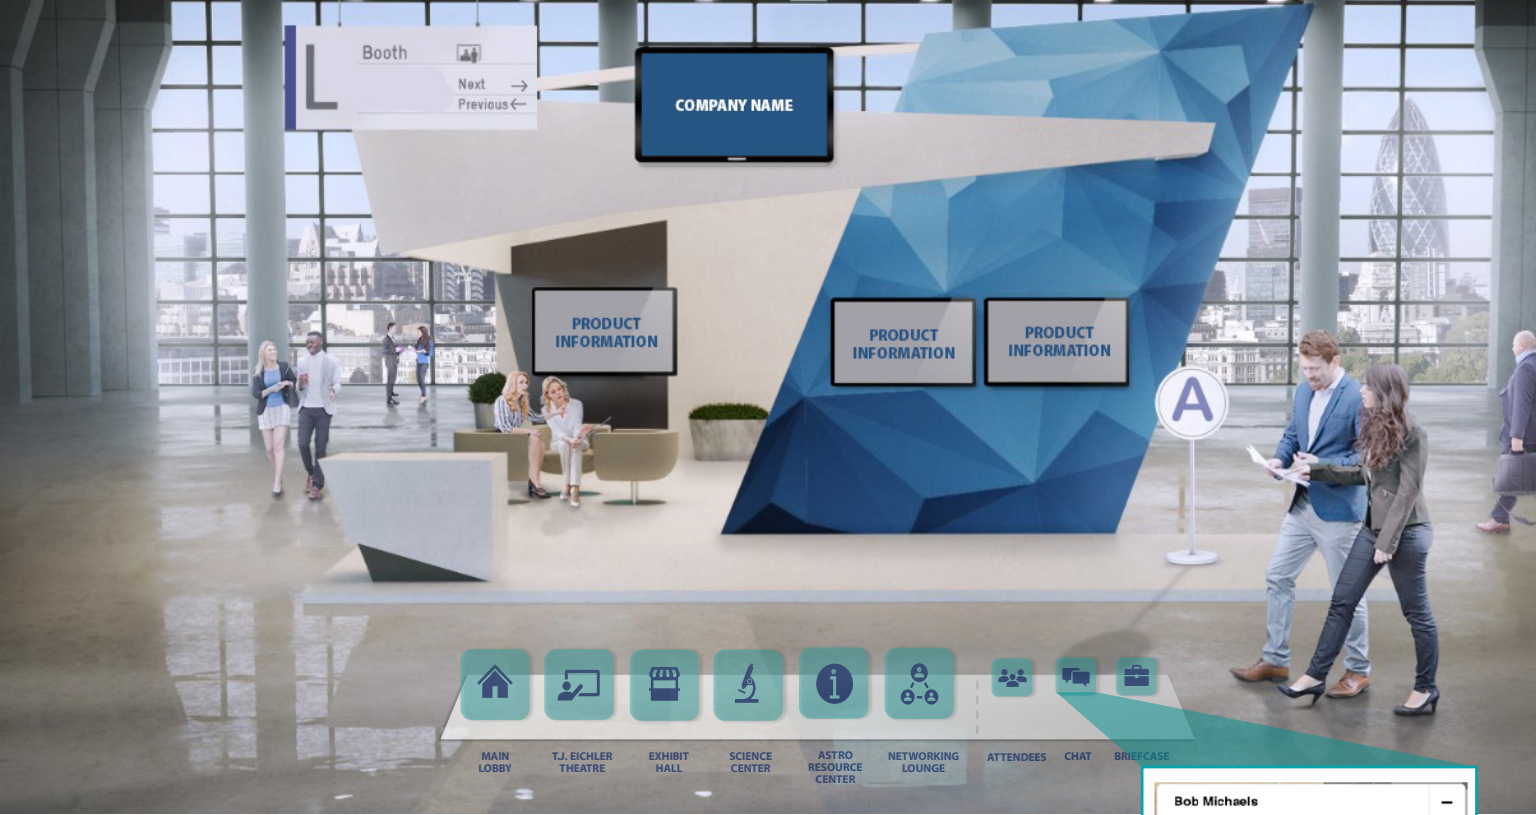 L
Booth
Next →
Previous ←
COMPANY NAME
PRODUCT
INFORMATION
PRODUCT
INFORMATION
PRODUCT
INFORMATION
A
MAIN
LOBBY
T.J. EICHLER
THEATRE
EXHIBIT
HALL
SCIENCE
CENTER
ASTRO
RESOURCE
CENTER
NETWORKING
LOUNGE
ATTENDEES
CHAT
BRIEFCASE
Bob Michaels